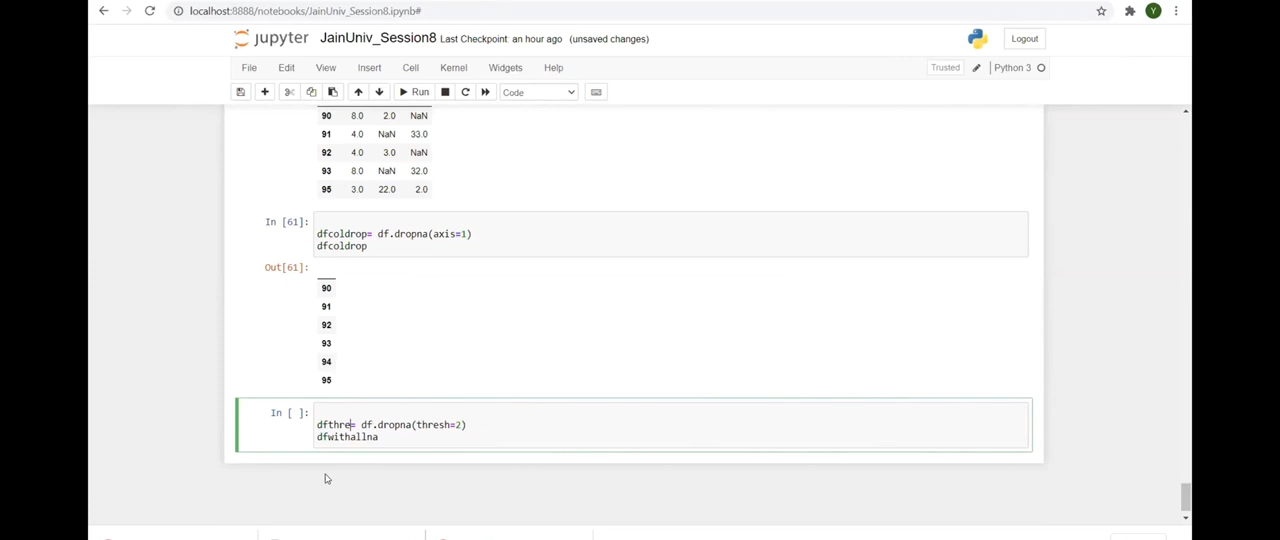 localhost:8888/notebooks/JainUniv_Session8.ipynb#
Y
jupyter JainUniv_Session8 Last Checkpoint: an hour ago (unsaved changes)
Logout
File Edit View Insert Cell Kernel Widgets Help
Trusted Python 3
Run Code
90 8.0 2.0 NaN
91 4.0 NaN 33.0
92 4.0 3.0 NaN
93 8.0 NaN 32.0
95 3.0 22.0 2.0
In [61]:
dfcoldrop= df.dropna(axis=1)
dfcoldrop
Out[61]:
90
91
92
93
94
95
In [ ]:
dfthre= df.dropna(thresh=2)
dfwithallna